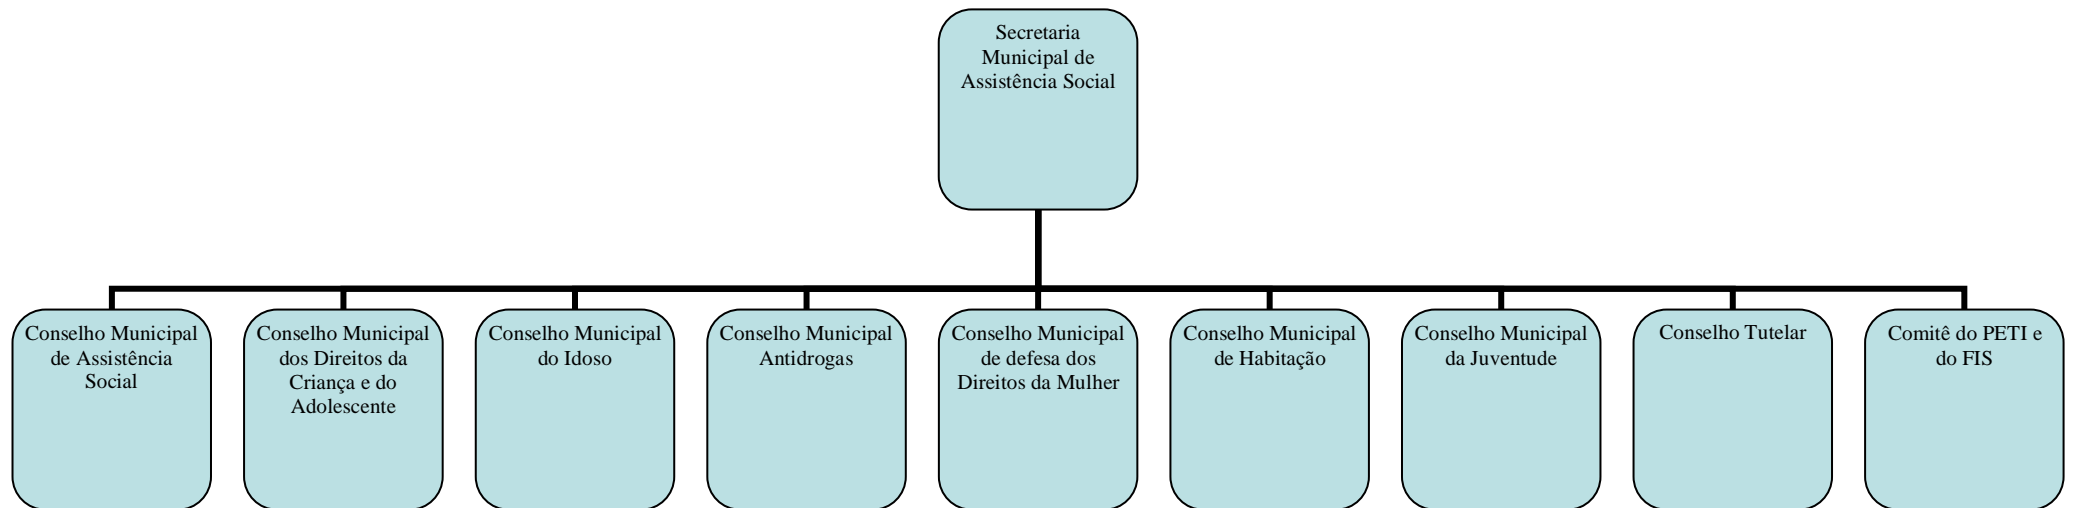 Secretaria
Municipal de
Assistência Social
Conselho Municipal
de Assistência
Social
Conselho Municipal
dos Direitos da
Criança e do
Adolescente
Conselho Municipal
do Idoso
Conselho Municipal
Antidrogas
Conselho Municipal
de defesa dos
Direitos da Mulher
Conselho Municipal
de Habitação
Conselho Municipal
da Juventude
Conselho Tutelar
Comitê do PETI e
do FIS